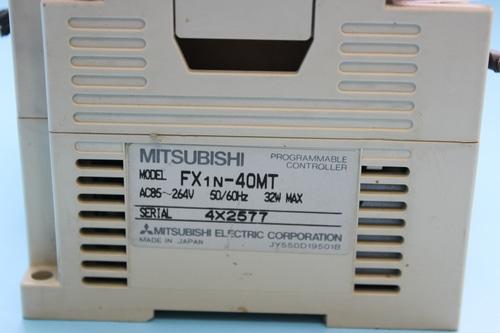 MITSUBISHI PROGRAMMABLE CONTROLLER
MODEL FX1N-40MT
AC85~264V 50/60Hz 32W MAX
SERIAL 4X2577
MITSUBISHI ELECTRIC CORPORATION
MADE IN JAPAN JY550D19501B